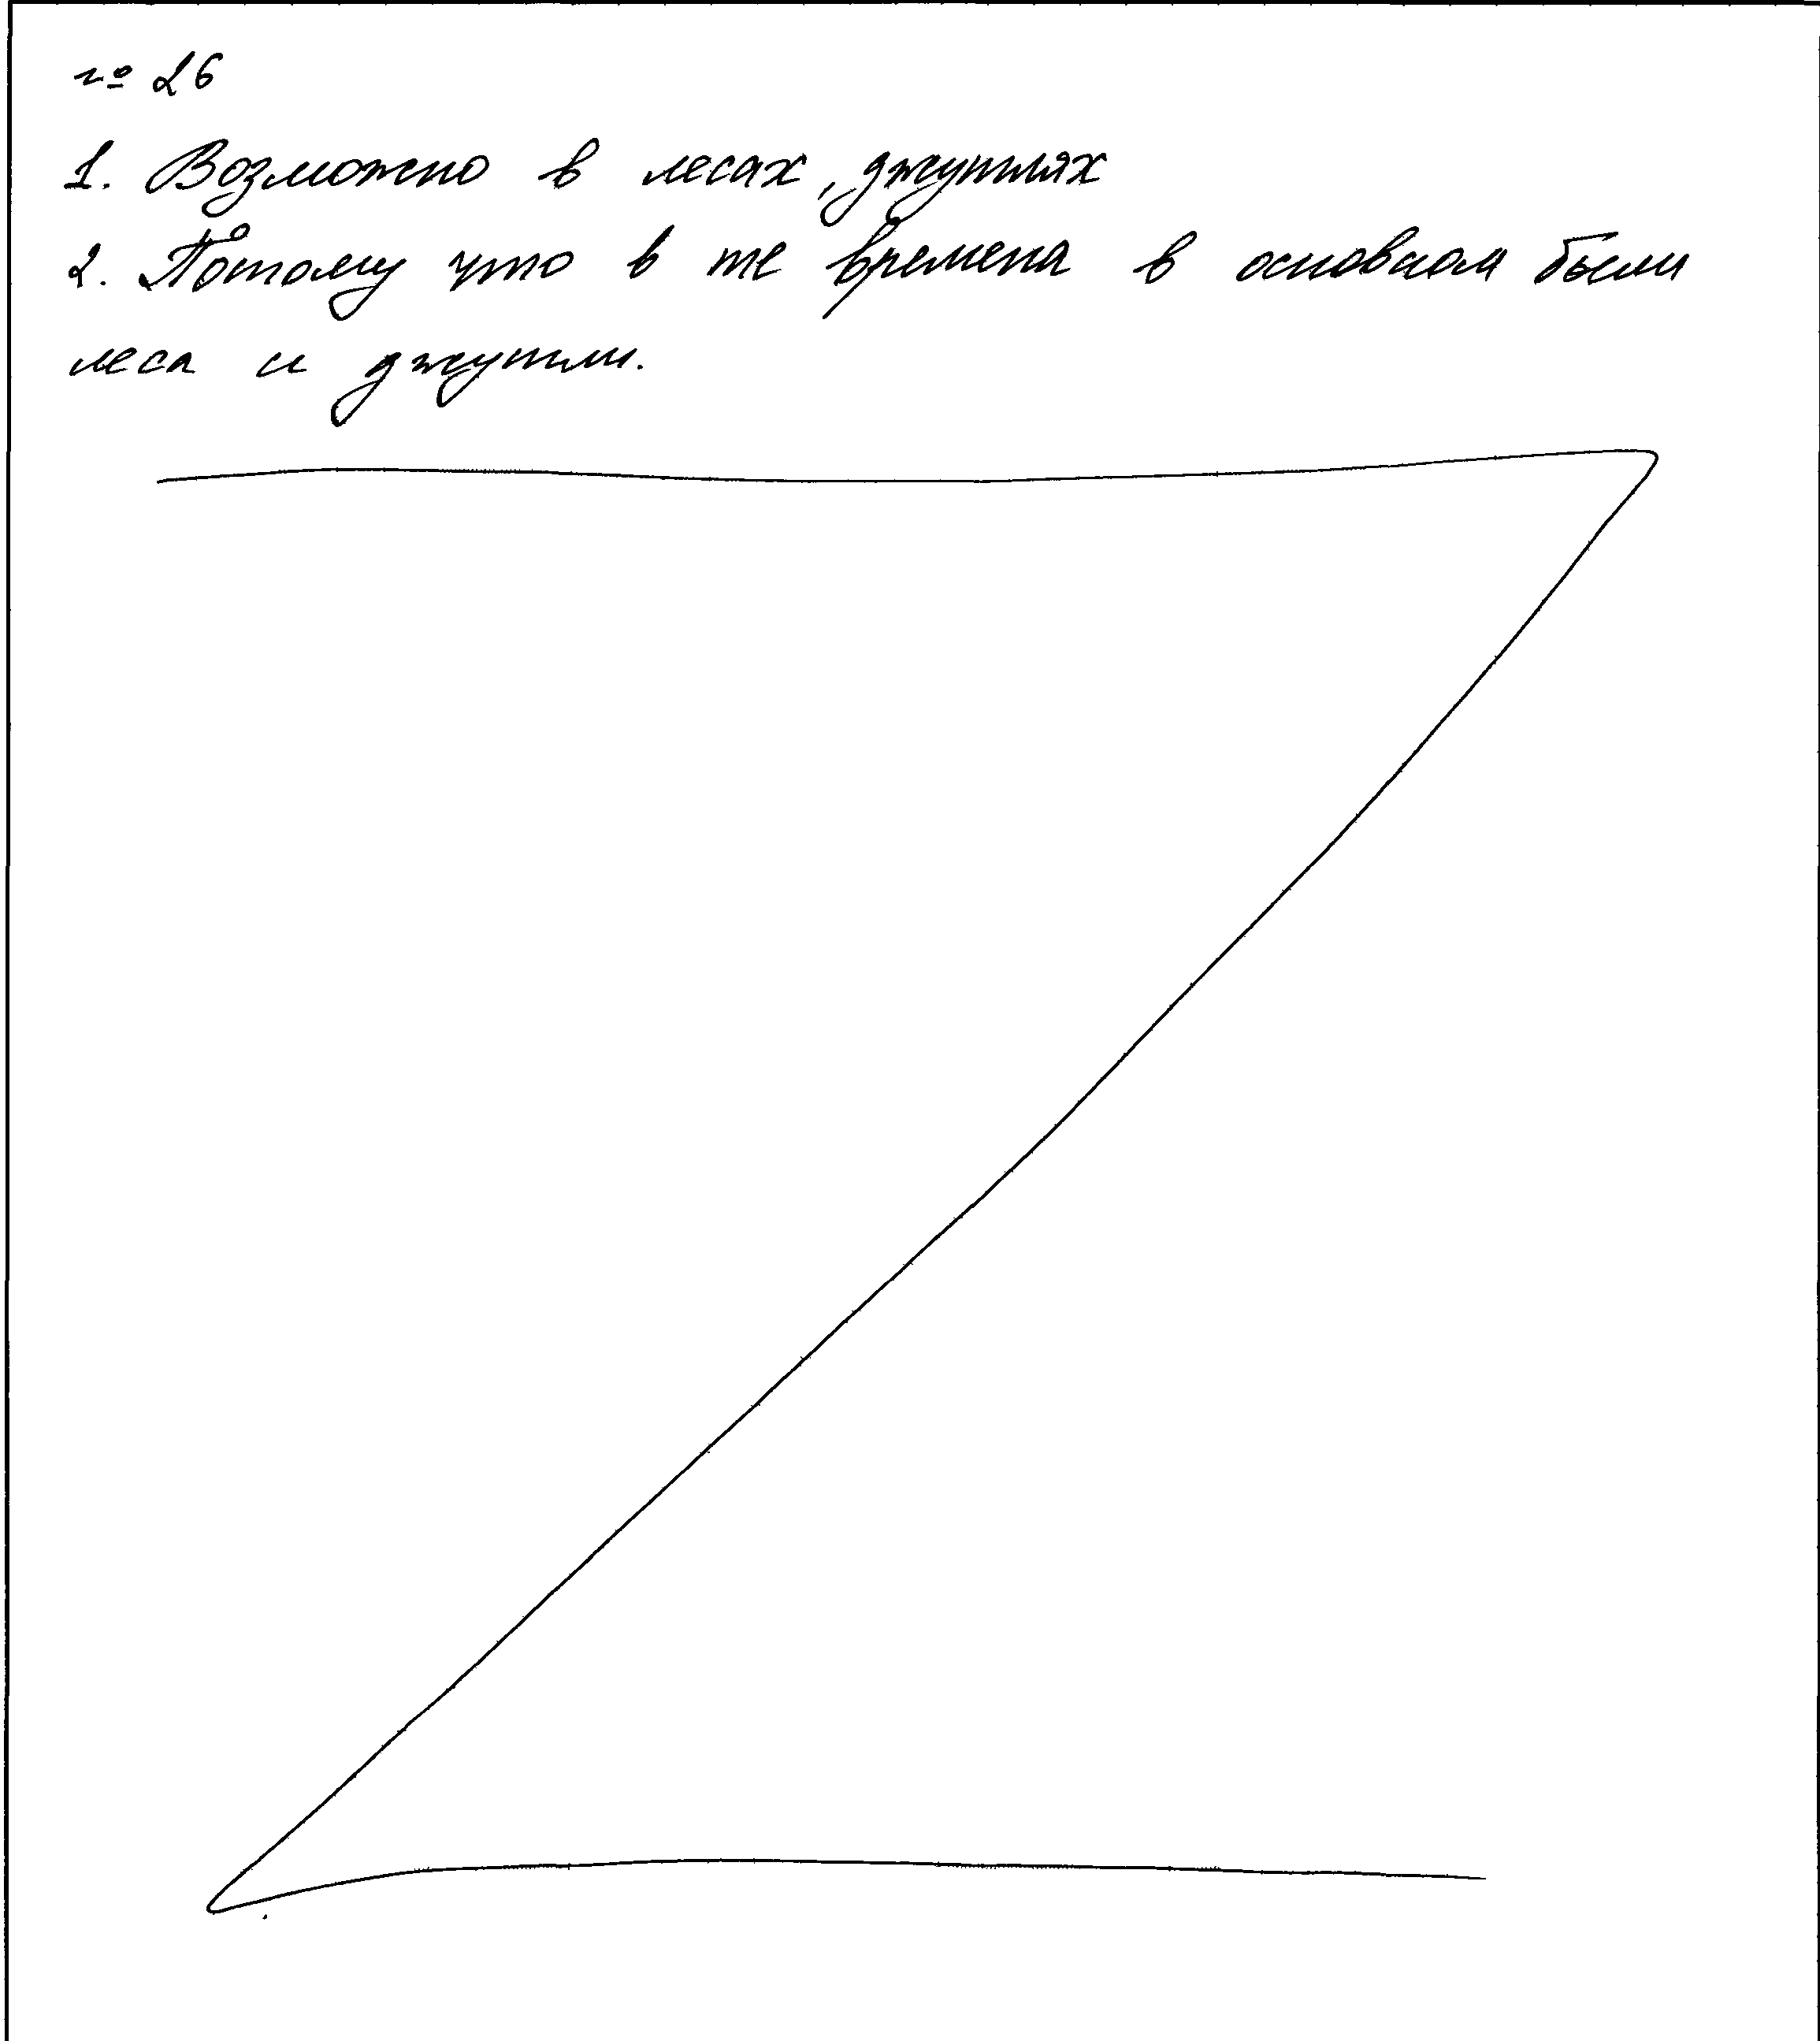 № 26
1. Возможно в лесах, джунглях
2. Потому что в те времена в основном были
леса и джунгли.